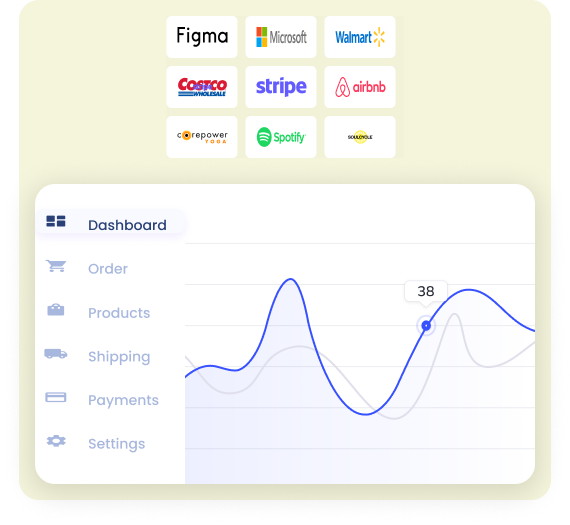 Figma Microsoft Walmart
COSTCO WHOLESALE stripe airbnb
corepower YOGA Spotify SOULCYCLE
Dashboard
Order
38
Products
Shipping
Payments
Settings